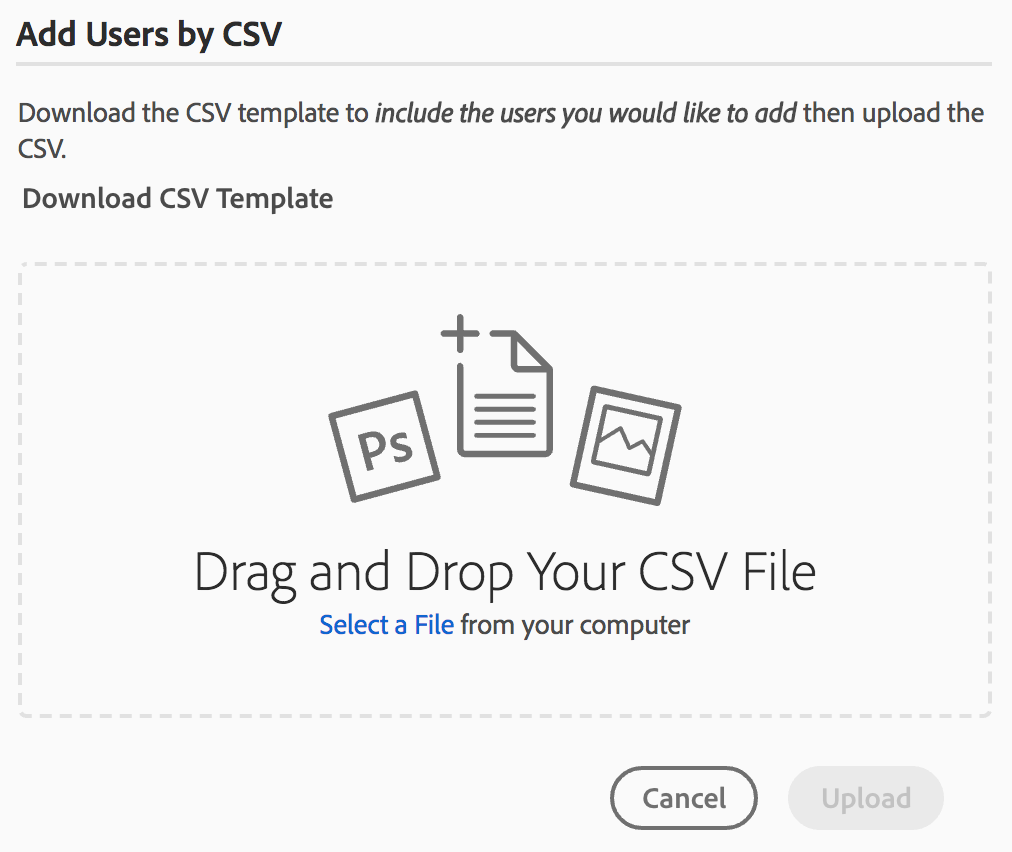 Add Users by CSV
Download the CSV template to include the users you would like to add then upload the
CSV.
Download CSV Template
Ps
Drag and Drop Your CSV File
Select a File from your computer
Cancel
Upload